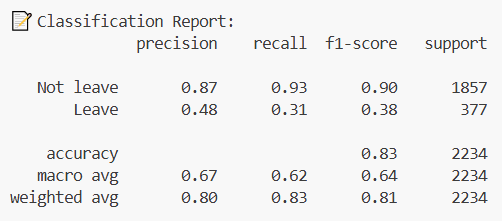 📝 Classification Report:
precision recall f1-score support
Not leave 0.87 0.93 0.90 1857
Leave 0.48 0.31 0.38 377
accuracy 0.83 2234
macro avg 0.67 0.62 0.64 2234
weighted avg 0.80 0.83 0.81 2234